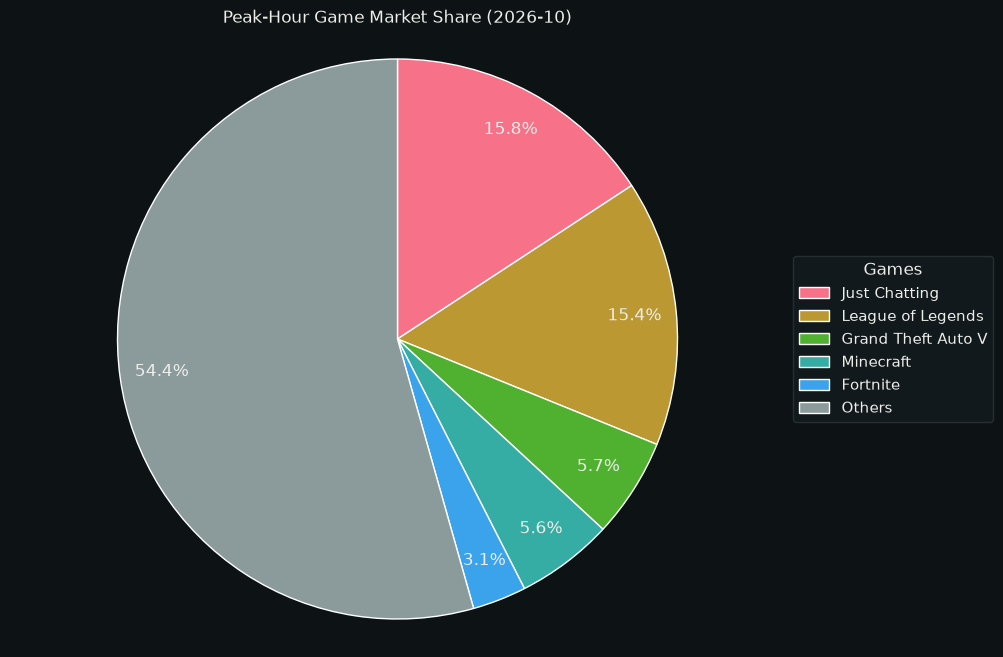 Peak-Hour Game Market Share (2026-10)
15.8%
15.4%
5.7%
5.6%
3.1%
54.4%
Games
Just Chatting
League of Legends
Grand Theft Auto V
Minecraft
Fortnite
Others